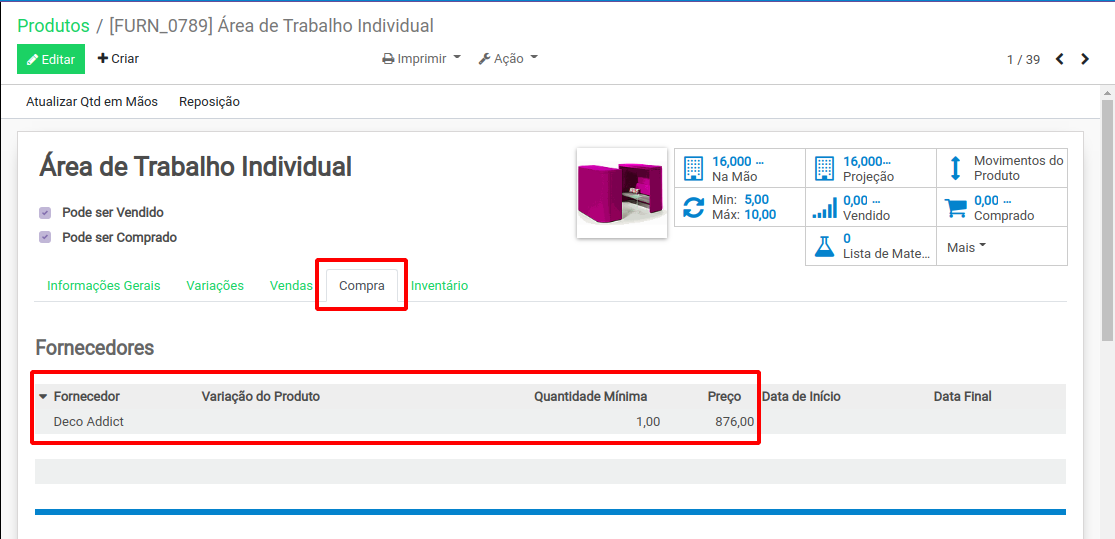 Produtos / [FURN_0789] Área de Trabalho Individual
Editar Criar Imprimir Ação 1 / 39
Atualizar Qtd em Mãos Reposição
Área de Trabalho Individual
Pode ser Vendido
Pode ser Comprado
16,000 ...
Na Mão
16,000...
Projeção
Movimentos do
Produto
Min: 5,00
Máx: 10,00
0,00 ...
Vendido
0,00 ...
Comprado
0
Lista de Mate...
Mais
Informações Gerais Variações Vendas Compra Inventário
Fornecedores
Fornecedor Variação do Produto Quantidade Mínima Preço Data de Início Data Final
Deco Addict 1,00 876,00